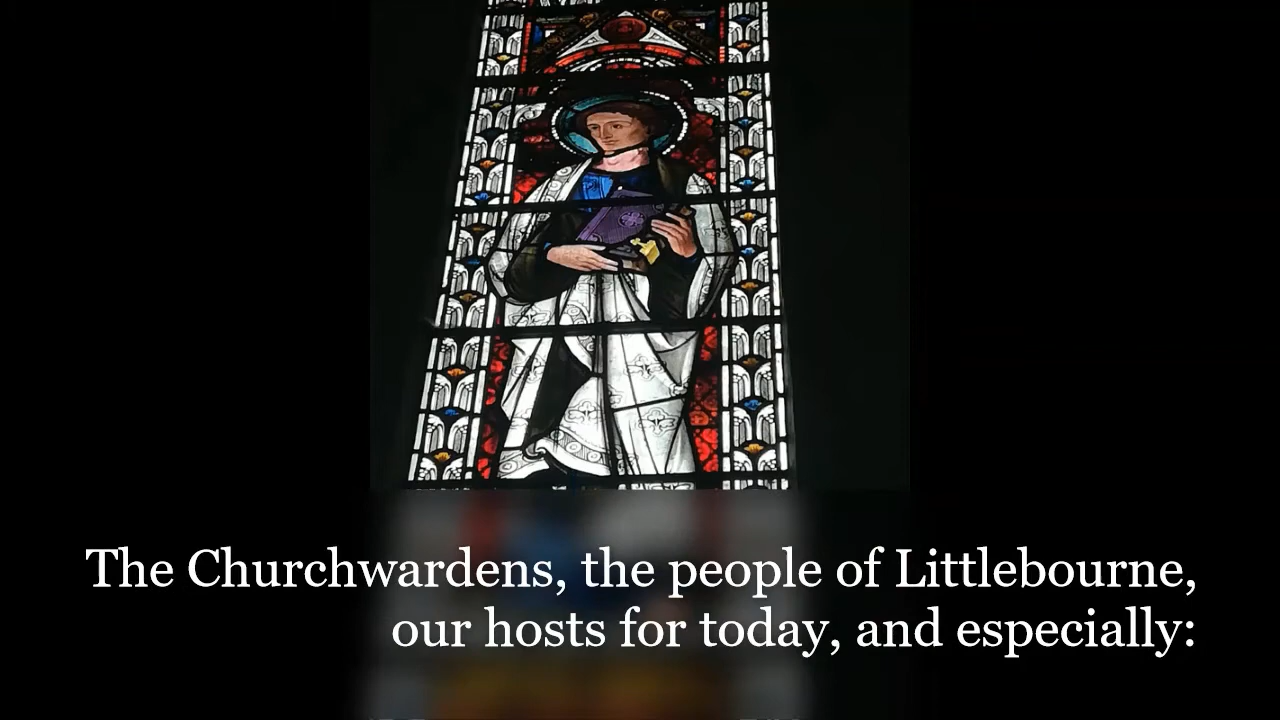 The Churchwardens, the people of Littlebourne,
our hosts for today, and especially: